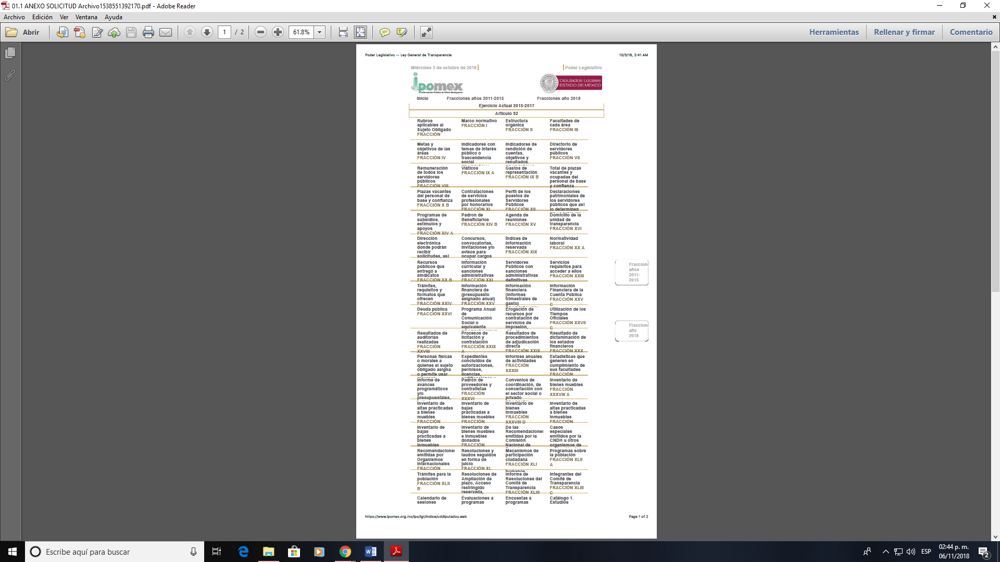 01.1 ANEXO SOLICITUD Archivo1538551392170.pdf - Adobe Reader
Archivo Edición Ver Ventana Ayuda
Abrir 1 / 2 61.8% Herramientas Rellenar y firmar Comentario
Poder Legislativo -- Ley General de Transparencia 10/3/18, 2:41 AM
Miércoles 3 de octubre de 2018 Poder Legislativo
ipomex
Información Pública de Oficio Mexiquense
Diputados Locales
ESTADO DE MÉXICO
Inicio Fracciones años 2011-2015 Fracciones año 2018
Ejercicio Actual 2015-2017
Artículo 92
Rubros
aplicables al
Sujeto Obligado
FRACCIÓN
Marco normativo
FRACCIÓN I
Estructura
orgánica
FRACCIÓN II
Facultades de
cada área
FRACCIÓN III
Metas y
objetivos de las
áreas
FRACCIÓN IV
Indicadores con
temas de interés
público o
trascendencia
social
Indicadores de
rendición de
cuentas,
objetivos y
resultados.
Directorio de
servidores
públicos
FRACCIÓN VII
Remuneración
de todos los
servidores
públicos
FRACCIÓN VIII
Viáticos
FRACCIÓN IX A
Gastos de
representación
FRACCIÓN IX B
Total de plazas
vacantes y
ocupadas del
personal de base
y confianza
Plazas vacantes
del personal de
base y confianza
FRACCIÓN X B
Contrataciones
de servicios
profesionales
por honorarios
FRACCIÓN XI
Perfil de los
puestos de
Servidores
Públicos
FRACCIÓN XII
Declaraciones
patrimoniales de
los servidores
públicos que así
lo determinen
Programas de
subsidios,
estímulos y
apoyos
FRACCIÓN XIV A
Padron de
Beneficiarios
FRACCIÓN XIV B
Agenda de
reuniones
FRACCIÓN XV
Domicilio de la
unidad de
transparencia
FRACCIÓN XVI
Dirección
electrónica
donde podrán
recibir
solicitudes, así
Concursos,
convocatorias,
invitaciones y/o
avisos para
ocupar cargos
Índices de
información
reservada
FRACCIÓN XIX
Normatividad
laboral
FRACCIÓN XX A
Recursos
públicos que
entregó a
sindicatos
FRACCIÓN XX B
Información
curricular y
sanciones
administrativas
FRACCIÓN XXI
Servidores
Públicos con
sanciones
administrativas
definitivas
Servicios
requisitos para
acceder a ellos
FRACCIÓN XXIII
Fracciones
años
2011-
2015
Trámites,
requisitos y
formatos que
ofrecen
FRACCIÓN XXIV
Información
financiera de
(presupuesto
asignado anual)
FRACCIÓN XXV
Información
financiera
(informes
trimestrales de
gasto)
Información
Financiera de la
Cuenta Pública
FRACCIÓN XXV
C
Deuda pública
FRACCIÓN XXVI
Programa Anual
de
Comunicación
Social o
equivalente
Erogación de
recursos por
contratación de
servicios de
impresión,
Utilización de los
Tiempos
Oficiales
FRACCIÓN XXVII
C
Fracciones
año
2018
Resultados de
auditorías
realizadas
FRACCIÓN
XXVIII
Procesos de
licitación y
contratación
FRACCIÓN XXIX
A
Resultados de
procedimientos
de adjudicación
directa
FRACCIÓN XXIX
Resultado de
dictaminación de
los estados
financieros
FRACCIÓN XXX
Personas físicas
o morales a
quienes el sujeto
obligado asigna
o permite usar
Expedientes
concluidos de
autorizaciones,
permisos,
licencias,
Informes anuales
de actividades
FRACCIÓN
XXXIII
Estadísticas que
generen en
cumplimiento de
sus facultades
FRACCIÓN
Informe de
avances
programáticos
y/o
presupuestales,
Padrón de
proveedores y
contratistas
FRACCIÓN
XXXVI
Convenios de
coordinación, de
concertación con
el sector social o
privado
Inventario de
bienes muebles
FRACCIÓN
XXXVIII A
Inventario de
altas practicadas
a bienes
muebles
FRACCIÓN
Inventario de
bajas
practicadas a
bienes muebles
FRACCIÓN
Inventario de
bienes
inmuebles
FRACCIÓN
XXXVIII D
Inventario de
altas practicadas
a bienes
inmuebles
FRACCIÓN
Inventario de
bajas
practicadas a
bienes
inmuebles
Inventario de
bienes muebles
e inmuebles
donados
FRACCIÓN
De las
Recomendaciones
emitidas por la
Comisión
Nacional de
Casos
especiales
emitidos por la
CNDH u otros
organismos de
Recomendaciones
emitidas por
Organismos
Internacionales
FRACCIÓN
Resoluciones y
laudos seguidos
en forma de
juicio
FRACCIÓN XL
Mecanismos de
participación
ciudadana
FRACCIÓN XLI
Programas sobre
la población
FRACCIÓN XLII
A
Trámites para la
población
FRACCIÓN XLII
B
Resoluciones de
Ampliación de
plazo, Acceso
restringido
reservada,
humanos
Informe de
Resoluciones del
Comité de
Transparencia
FRACCIÓN XLIII
Integrantes del
Comité de
Transparencia
FRACCIÓN XLIII
C
Calendario de
sesiones
Evaluaciones a
programas
Encuestas a
programas
Catálogo 1.
Estudios
https://www.ipomex.org.mx/ipo/lgt/indice/cddiputados.web Page 1 of 2
Escribe aquí para buscar
ESP
02:44 p. m.
06/11/2018
2